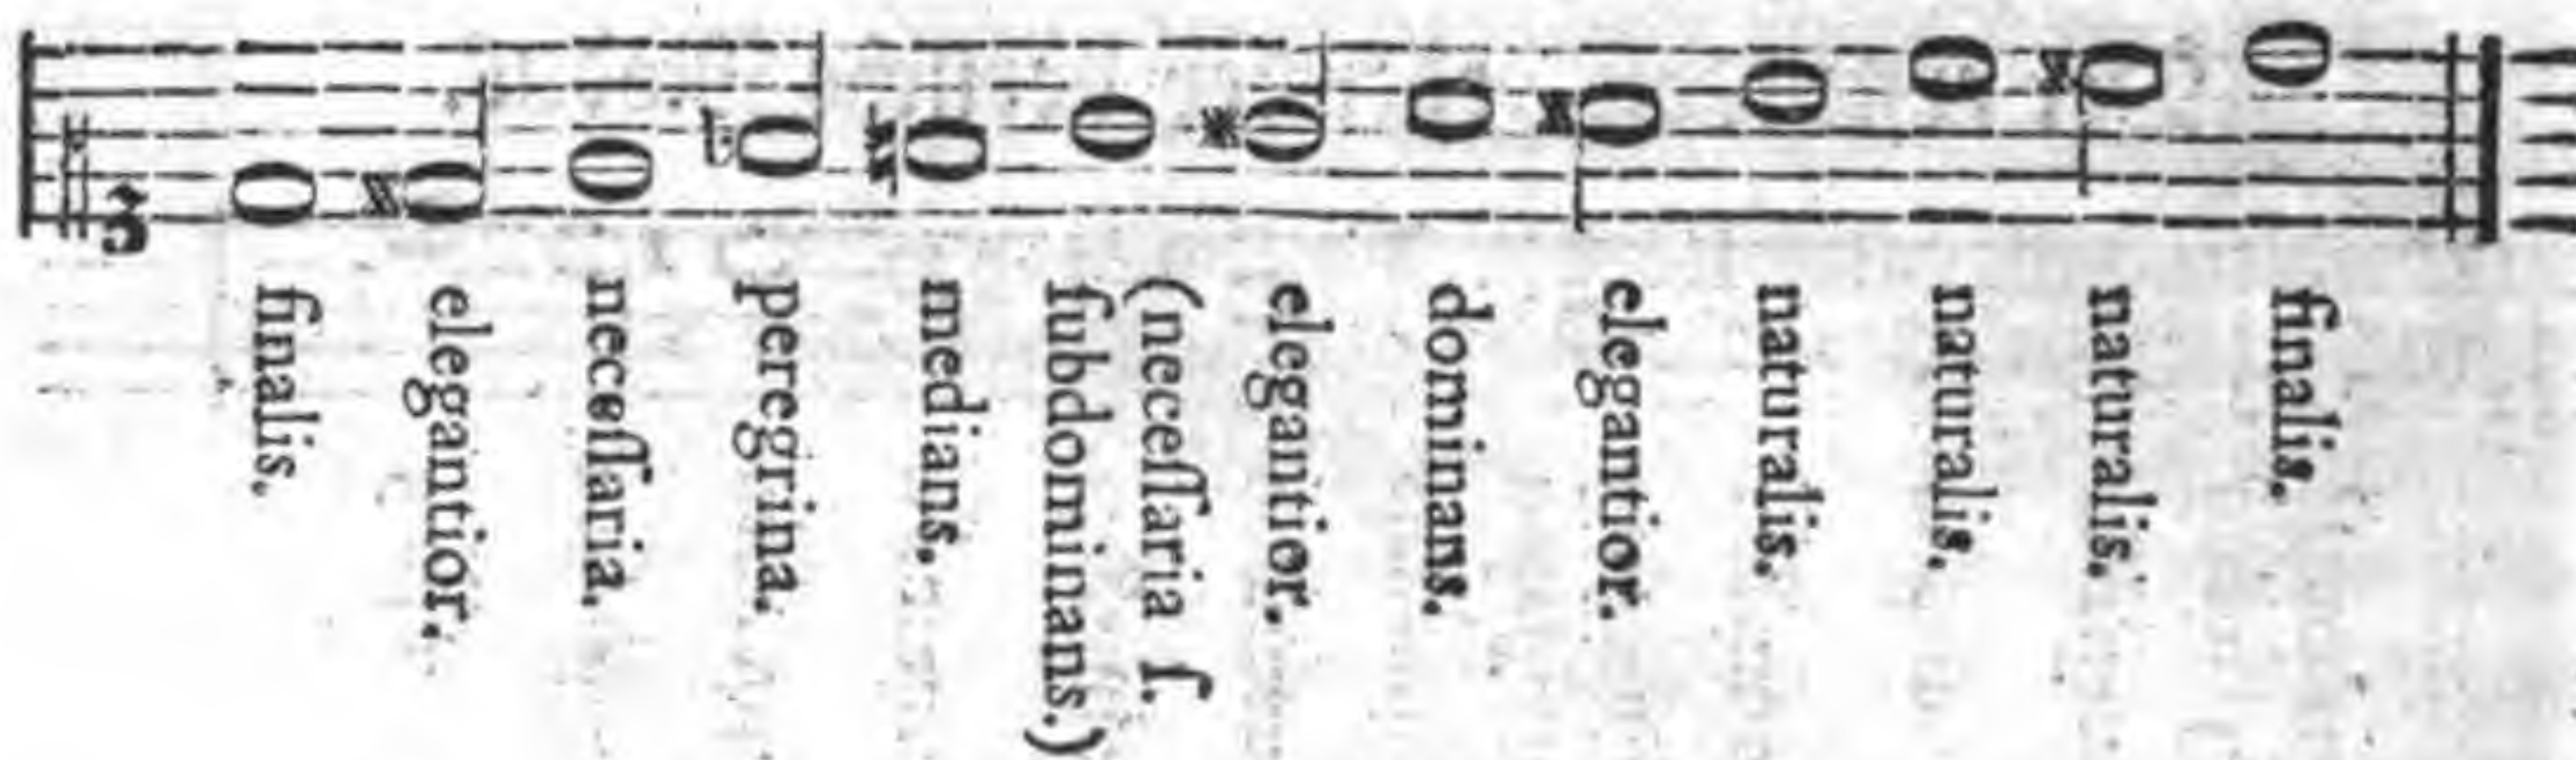 finalis.
elegantior.
neceſſaria.
peregrina.
medians.
(neceſſaria ſ.
ſubdominans.)
elegantior.
dominans.
elegantior.
naturalis.
naturalis.
naturalis.
finalis.